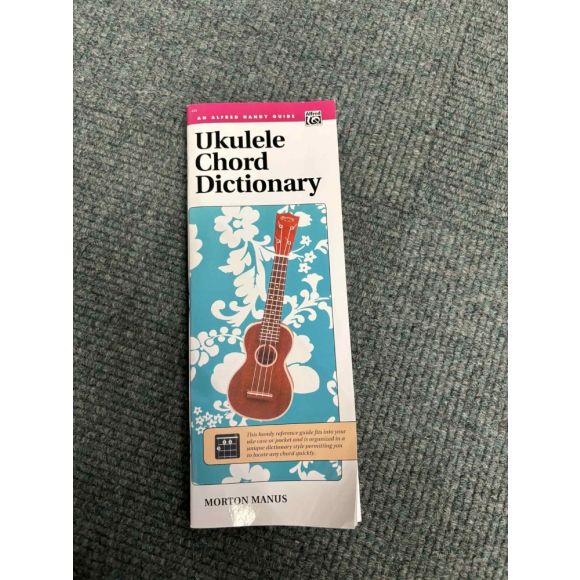 AN ALFRED HANDY GUIDE
Alfred
Ukulele
Chord
Dictionary
This handy reference guide fits into your
uke case or pocket and is organized in a
unique dictionary style permitting you
to locate any chord quickly.
MORTON MANUS